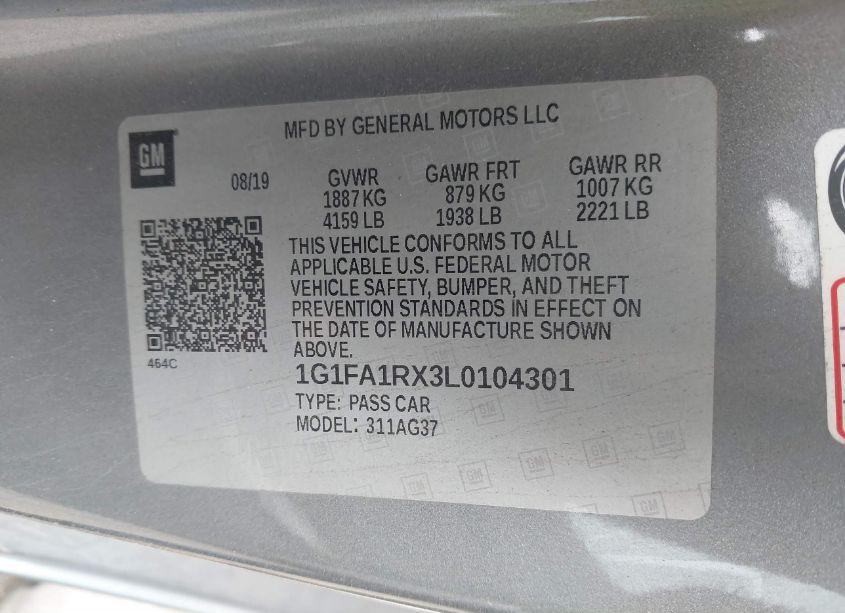 MFD BY GENERAL MOTORS LLC
GM
08/19
GVWR GAWR FRT GAWR RR
1887 KG 879 KG 1007 KG
4159 LB 1938 LB 2221 LB
THIS VEHICLE CONFORMS TO ALL
APPLICABLE U.S. FEDERAL MOTOR
VEHICLE SAFETY, BUMPER, AND THEFT
PREVENTION STANDARDS IN EFFECT ON
THE DATE OF MANUFACTURE SHOWN
ABOVE.
464C
1G1FA1RX3L0104301
TYPE: PASS CAR
MODEL: 311AG37